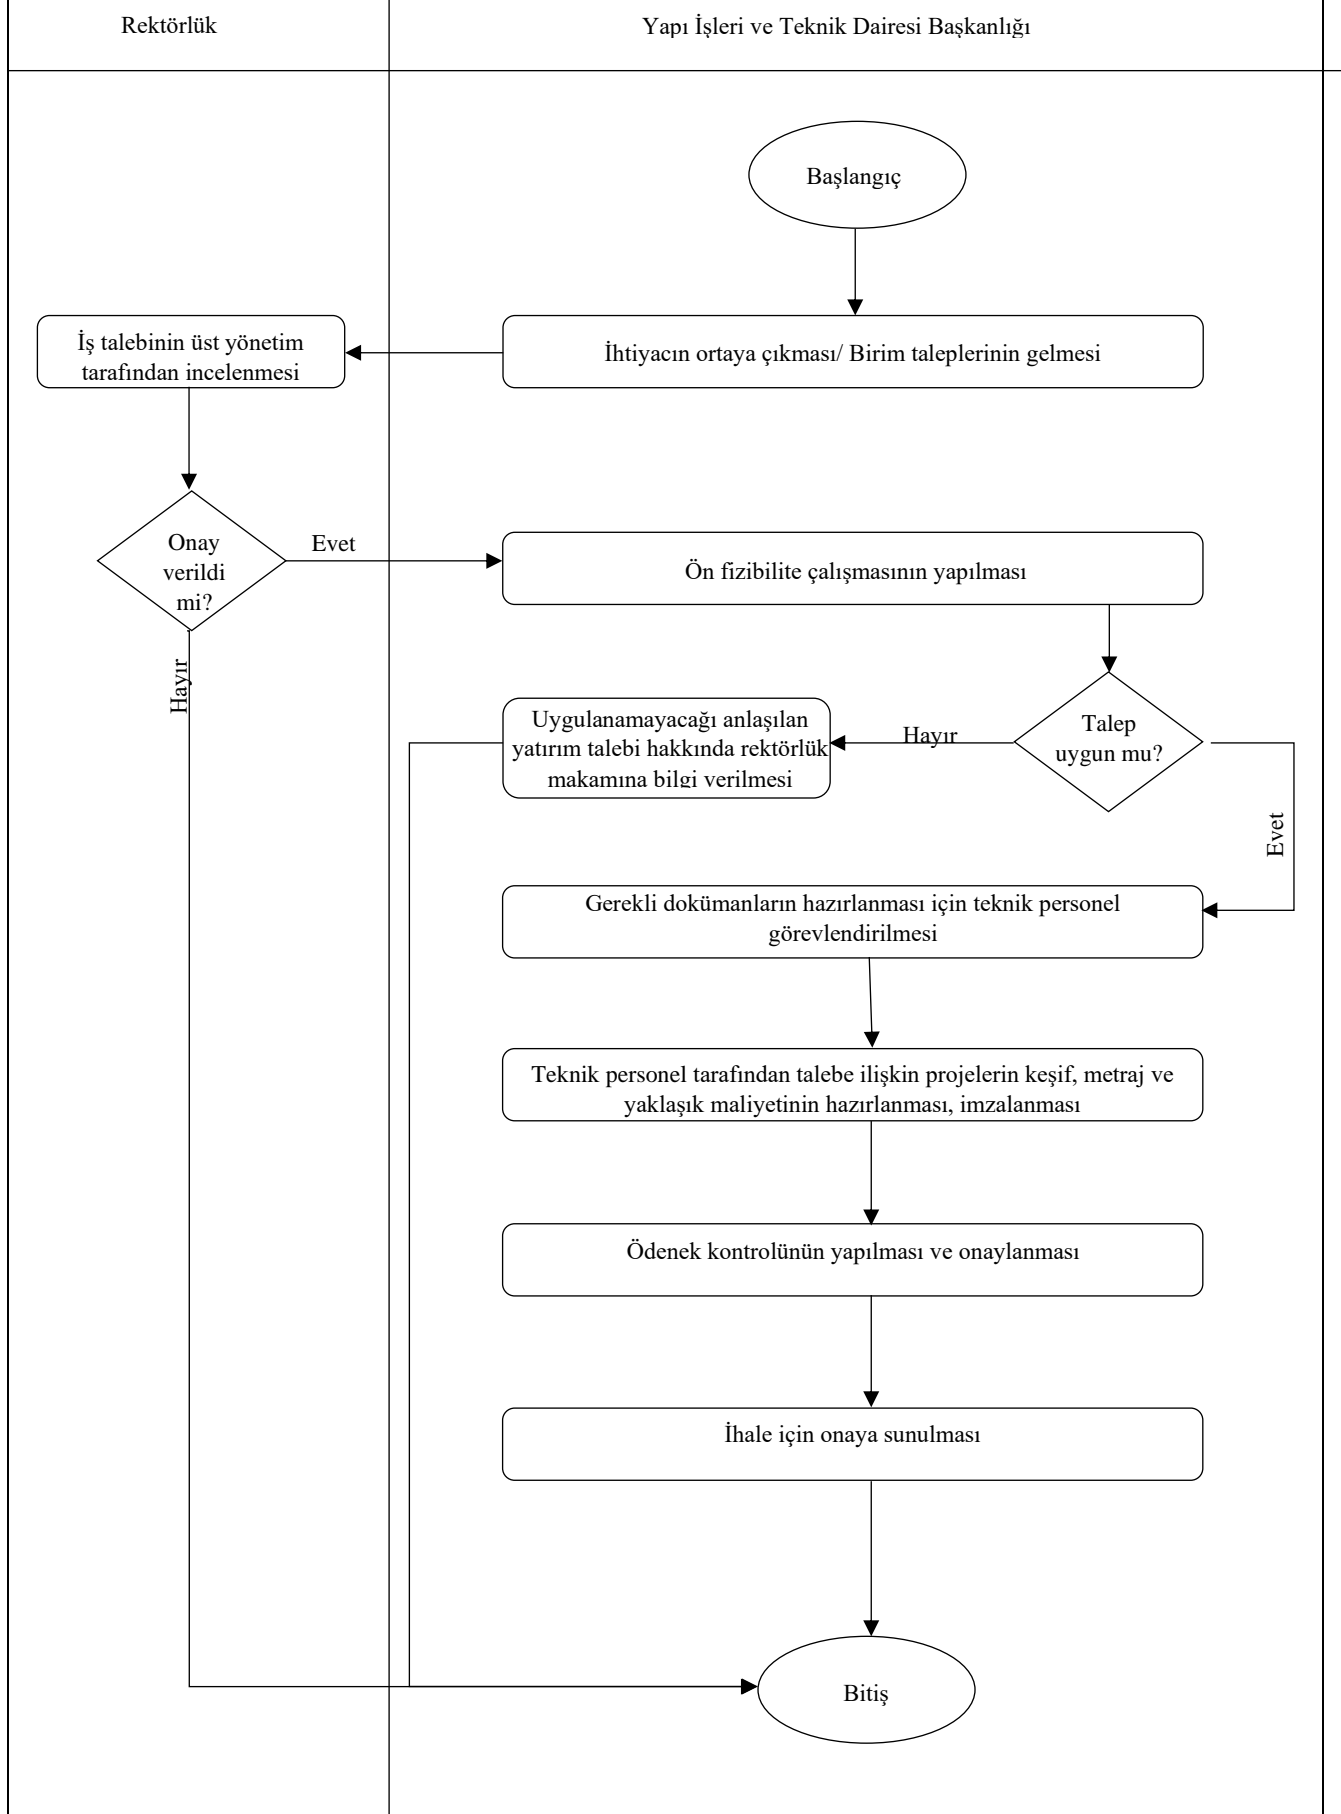 Rektörlük
Yapı İşleri ve Teknik Dairesi Başkanlığı
Başlangıç
İş talebinin üst yönetim
tarafından incelenmesi
İhtiyacın ortaya çıkması/ Birim taleplerinin gelmesi
Onay
verildi
mi?
Evet
Ön fizibilite çalışmasının yapılması
Hayır
Uygulanamayacağı anlaşılan
yatırım talebi hakkında rektörlük
makamına bilgi verilmesi
Hayır
Talep
uygun mu?
Evet
Gerekli dokümanların hazırlanması için teknik personel
görevlendirilmesi
Teknik personel tarafından talebe ilişkin projelerin keşif, metraj ve
yaklaşık maliyetinin hazırlanması, imzalanması
Ödenek kontrolünün yapılması ve onaylanması
İhale için onaya sunulması
Bitiş